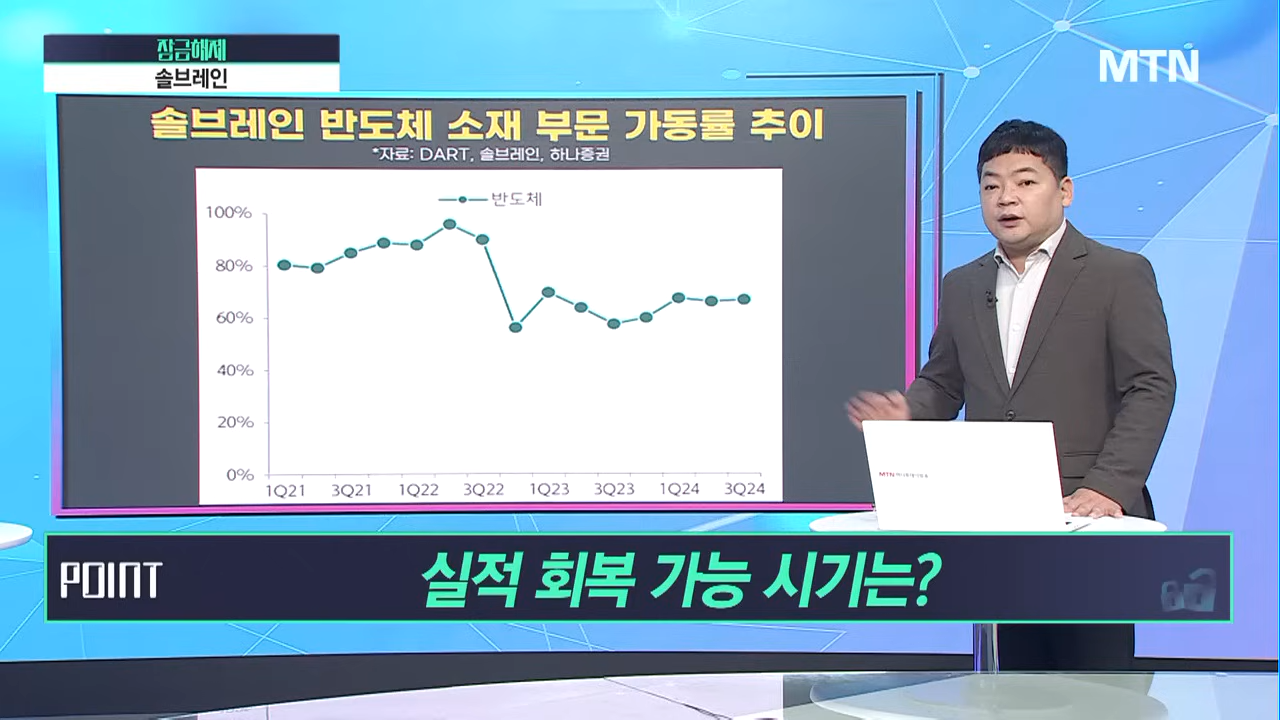 잠금해제
솔브레인
MTN
솔브레인 반도체 소재 부문 가동률 추이
*자료: DART, 솔브레인, 하나증권
반도체
100%
80%
60%
40%
20%
0%
1Q21 3Q21 1Q22 3Q22 1Q23 3Q23 1Q24 3Q24
MTN
POINT
실적 회복 가능 시기는?